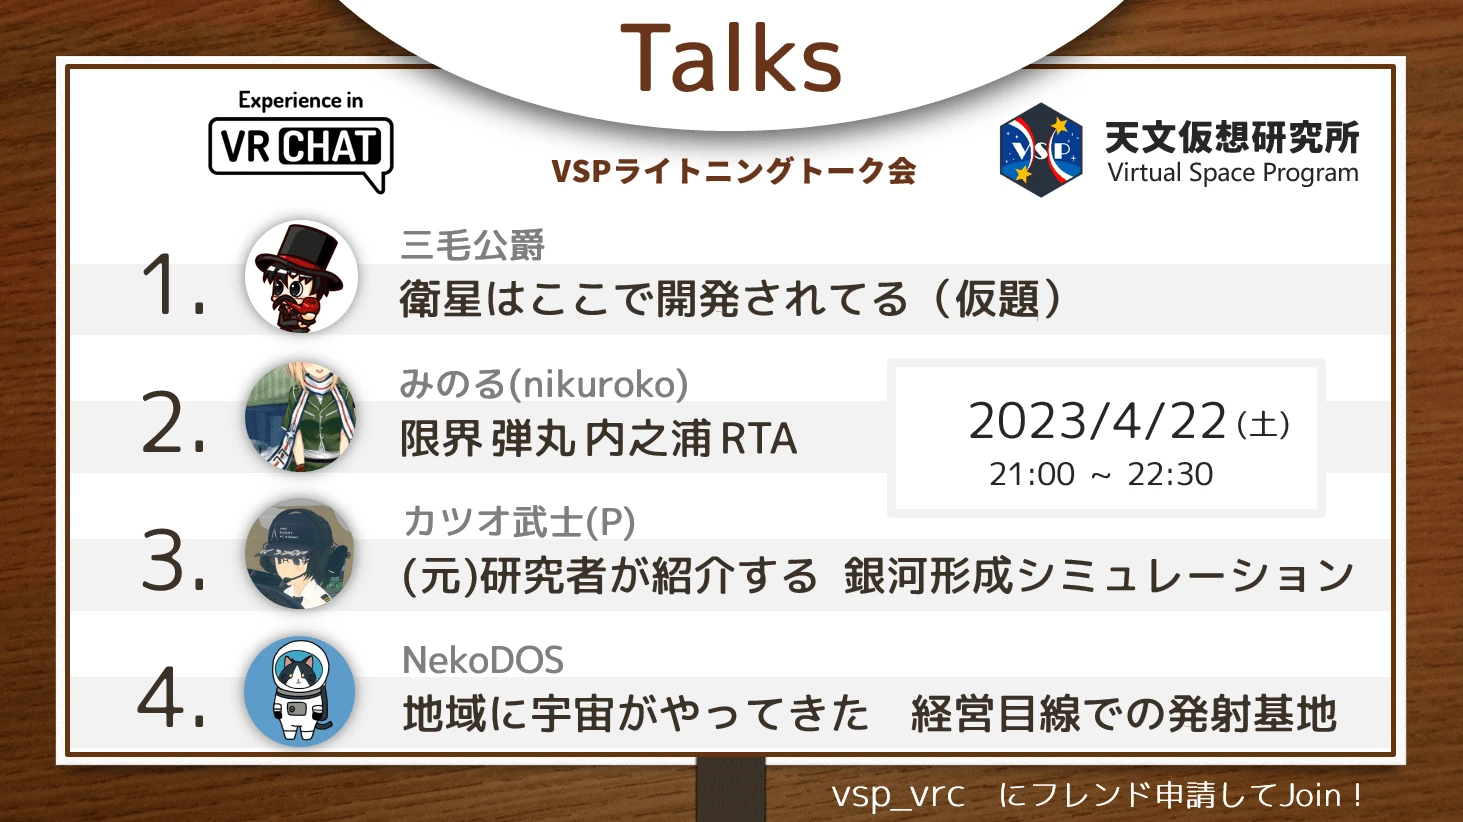 Talks
Experience in
VRCHAT
VSPライトニングトーク会
VSP
天文仮想研究所
Virtual Space Program
1.
三毛公爵
衛星はここで開発されてる（仮題）
2.
みのる(nikuroko)
限界 弾丸 内之浦 RTA
2023/4/22 (土)
21:00 ~ 22:30
3.
カツオ武士(P)
(元)研究者が紹介する 銀河形成シミュレーション
4.
NekoDOS
地域に宇宙がやってきた　経営目線での発射基地
vsp_vrc　にフレンド申請してJoin！